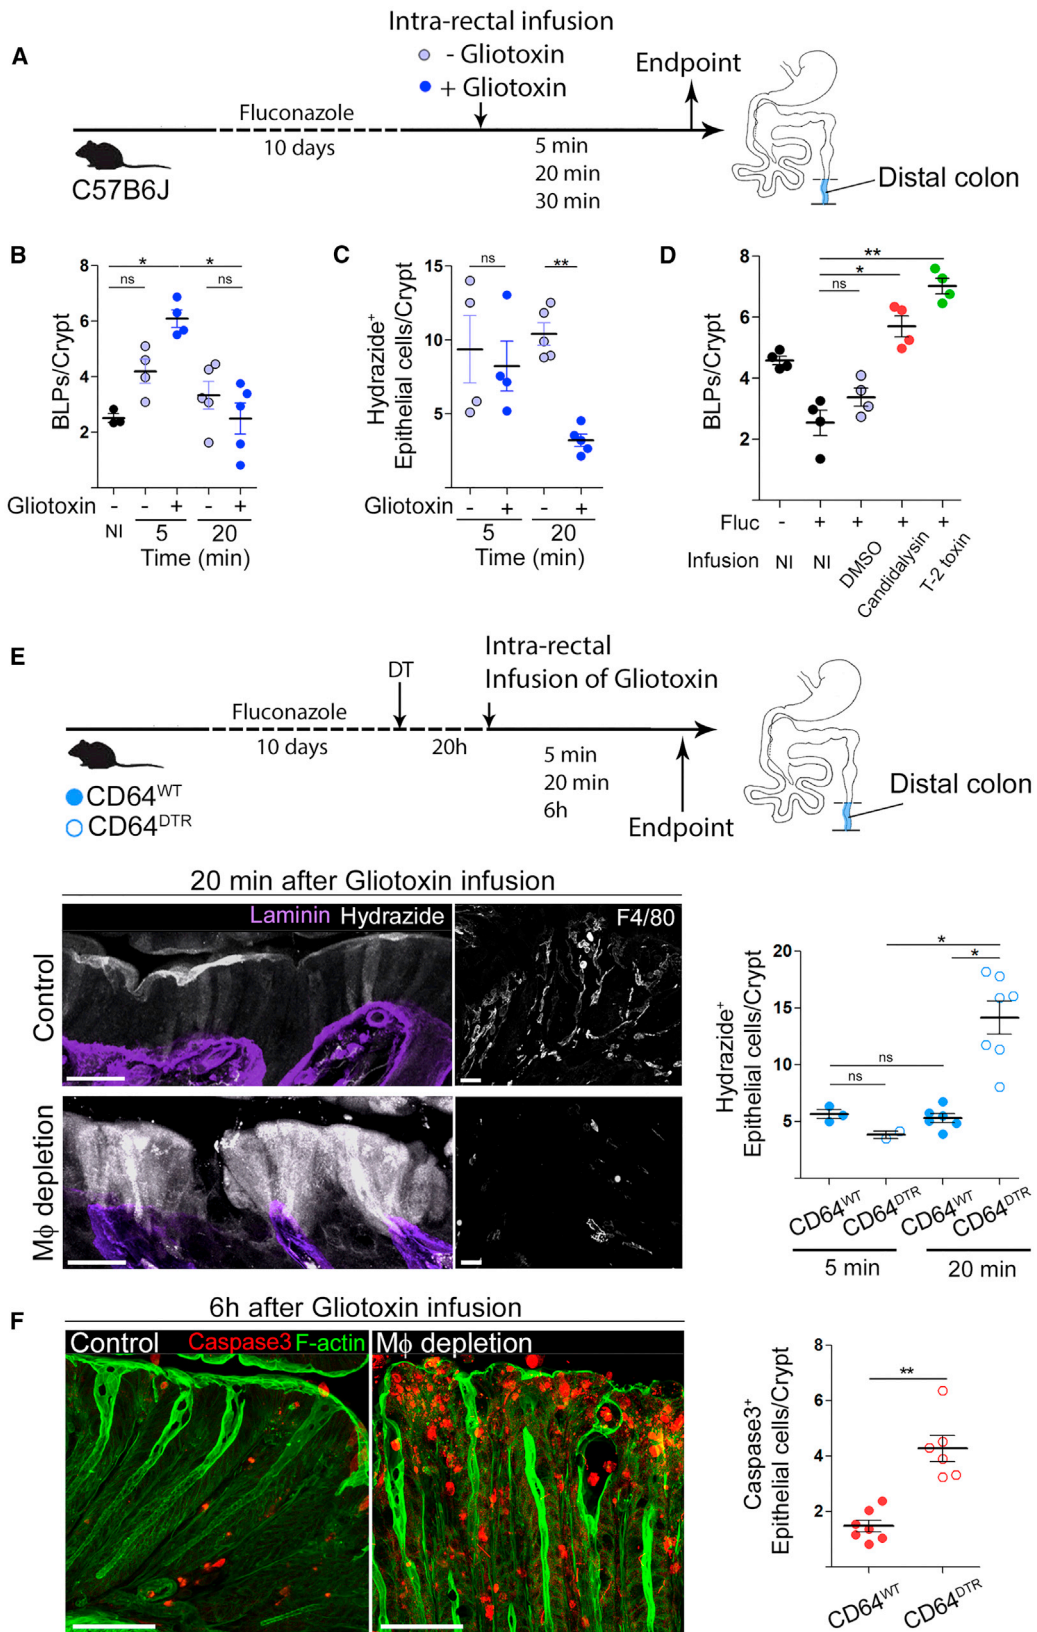 A
Intra-rectal infusion
- Gliotoxin
+ Gliotoxin
Endpoint
Fluconazole
10 days
5 min
20 min
30 min
C57B6J
Distal colon
B
BLPs/Crypt
8
6
4
2
* *
ns ns
Gliotoxin - - + - +
NI 5 20
Time (min)
C
Hydrazide+
Epithelial cells/Crypt
15
10
5
ns **
Gliotoxin - + - +
5 20
Time (min)
D
BLPs/Crypt
8
6
4
2
**
*
ns
Fluc - + + + +
Infusion NI NI DMSO Candidalysin T-2 toxin
E
Intra-rectal
Infusion of Gliotoxin
DT
Fluconazole
10 days 20h
5 min
20 min
6h
CD64WT
CD64DTR
Endpoint
Distal colon
20 min after Gliotoxin infusion
Laminin Hydrazide
F4/80
Control
Mϕ depletion
Hydrazide+
Epithelial cells/Crypt
20
15
10
5
*
*
ns
ns
CD64WT CD64DTR CD64WT CD64DTR
5 min 20 min
F
6h after Gliotoxin infusion
Control Caspase3 F-actin
Mϕ depletion
Caspase3+
Epithelial cells/Crypt
8
6
4
2
**
CD64WT CD64DTR